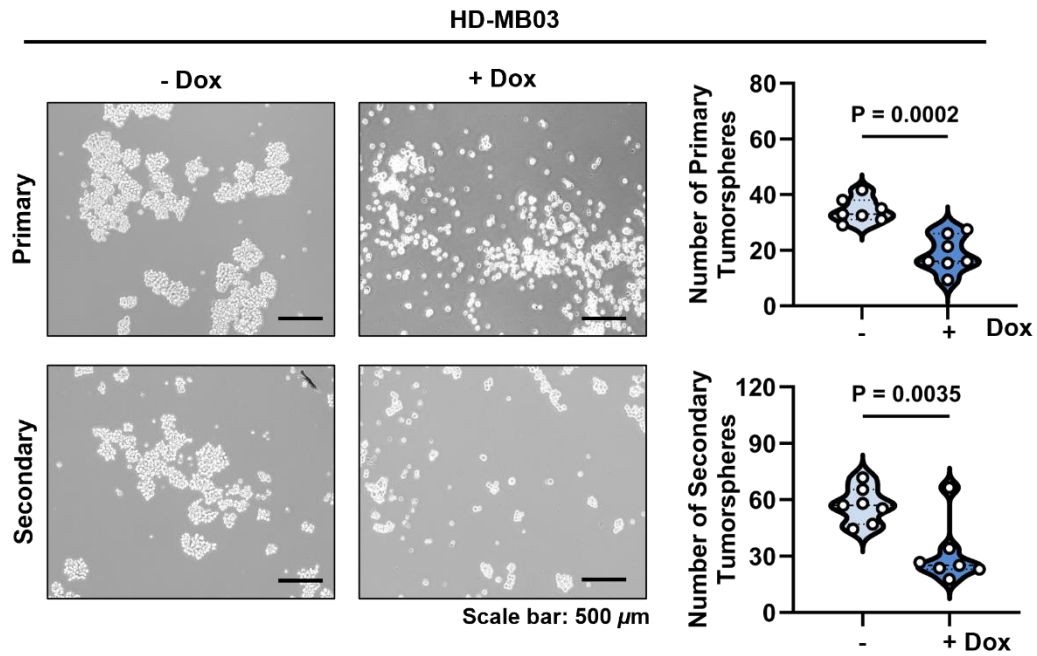 HD-MB03
- Dox
+ Dox
Primary
Secondary
Scale bar: 500 µm
Number of Primary
Tumorspheres
80
60
40
20
0
P = 0.0002
-
+
Dox
Number of Secondary
Tumorspheres
120
90
60
30
0
P = 0.0035
-
+ Dox